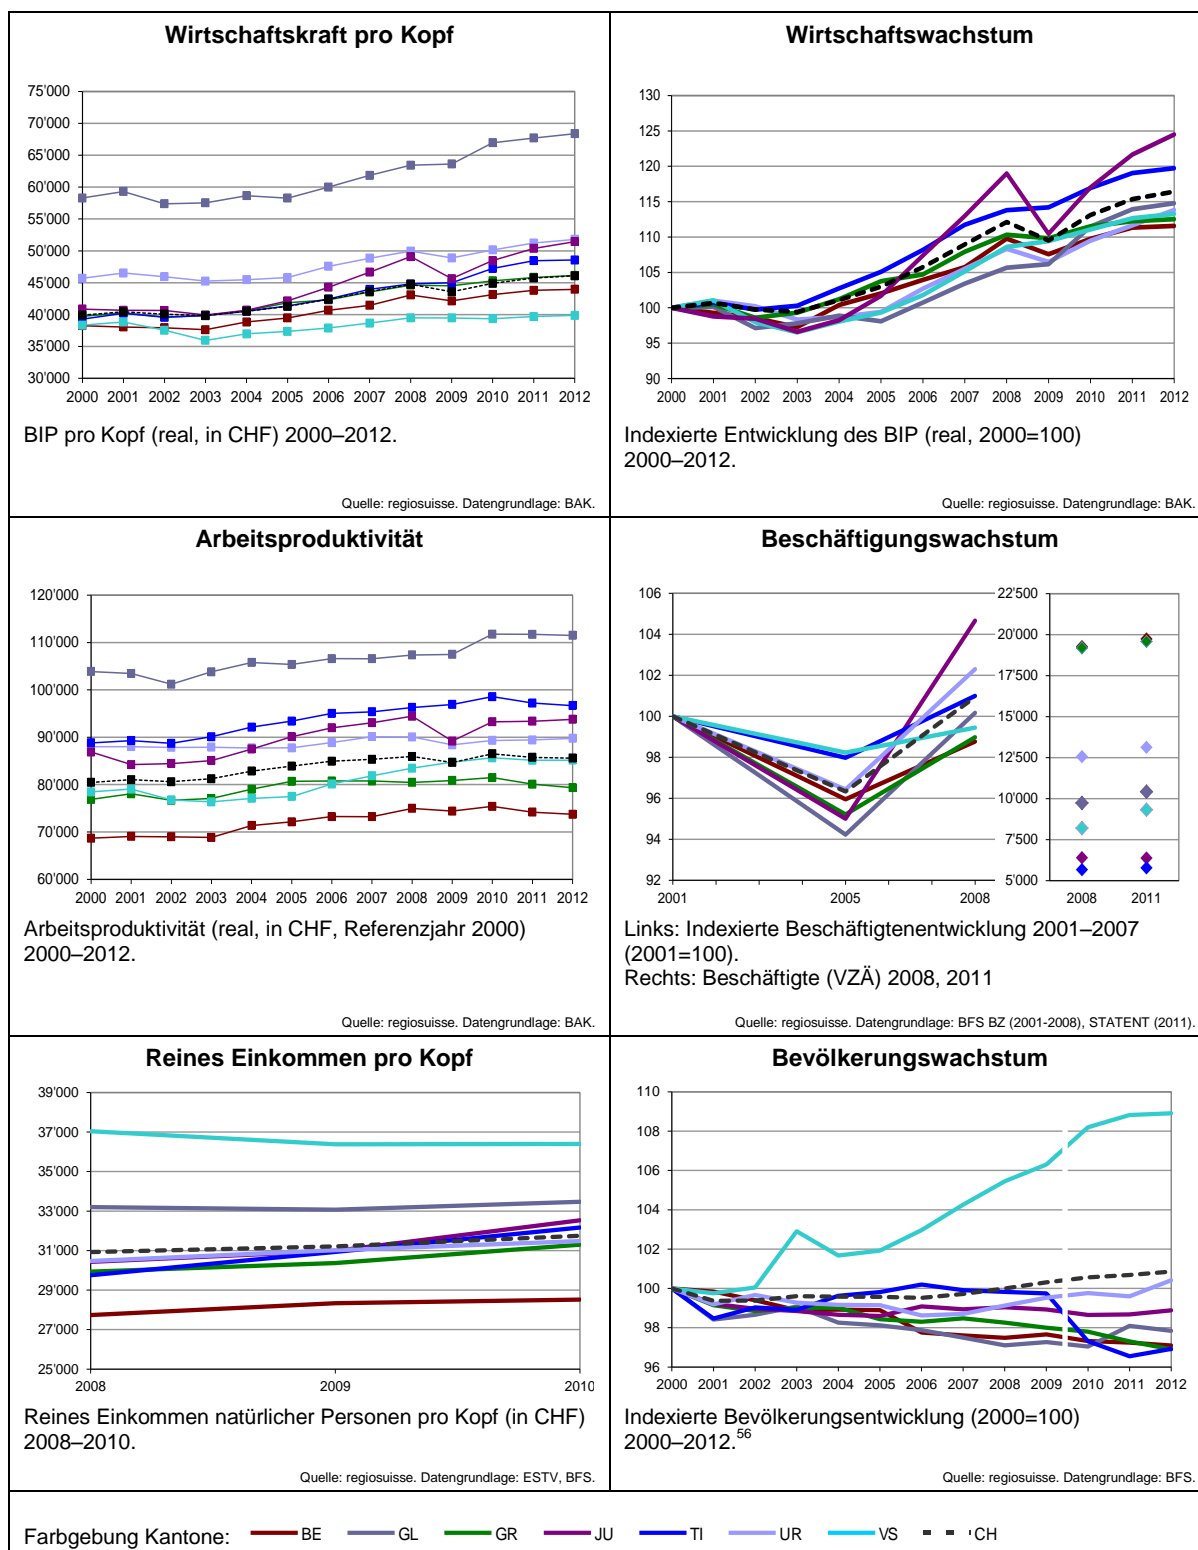 Wirtschaftskraft pro Kopf
75'000
70'000
65'000
60'000
55'000
50'000
45'000
40'000
35'000
30'000
2000 2001 2002 2003 2004 2005 2006 2007 2008 2009 2010 2011 2012
BIP pro Kopf (real, in CHF) 2000–2012.
Quelle: regiosuisse. Datengrundlage: BAK.
Wirtschaftswachstum
130
125
120
115
110
105
100
95
90
2000 2001 2002 2003 2004 2005 2006 2007 2008 2009 2010 2011 2012
Indexierte Entwicklung des BIP (real, 2000=100)
2000–2012.
Quelle: regiosuisse. Datengrundlage: BAK.
Arbeitsproduktivität
120'000
110'000
100'000
90'000
80'000
70'000
60'000
2000 2001 2002 2003 2004 2005 2006 2007 2008 2009 2010 2011 2012
Arbeitsproduktivität (real, in CHF, Referenzjahr 2000)
2000–2012.
Quelle: regiosuisse. Datengrundlage: BAK.
Beschäftigungswachstum
106
104
102
100
98
96
94
92
2001 2005 2008
22'500
20'000
17'500
15'000
12'500
10'000
7'500
5'000
2008 2011
Links: Indexierte Beschäftigtenentwicklung 2001–2007
(2001=100).
Rechts: Beschäftigte (VZÄ) 2008, 2011
Quelle: regiosuisse. Datengrundlage: BFS BZ (2001-2008), STATENT (2011).
Reines Einkommen pro Kopf
39'000
37'000
35'000
33'000
31'000
29'000
27'000
25'000
2008 2009 2010
Reines Einkommen natürlicher Personen pro Kopf (in CHF)
2008–2010.
Quelle: regiosuisse. Datengrundlage: ESTV, BFS.
Bevölkerungswachstum
110
108
106
104
102
100
98
96
2000 2001 2002 2003 2004 2005 2006 2007 2008 2009 2010 2011 2012
Indexierte Bevölkerungsentwicklung (2000=100)
2000–2012.56
Quelle: regiosuisse. Datengrundlage: BFS.
Farbgebung Kantone: BE GL GR JU TI UR VS CH